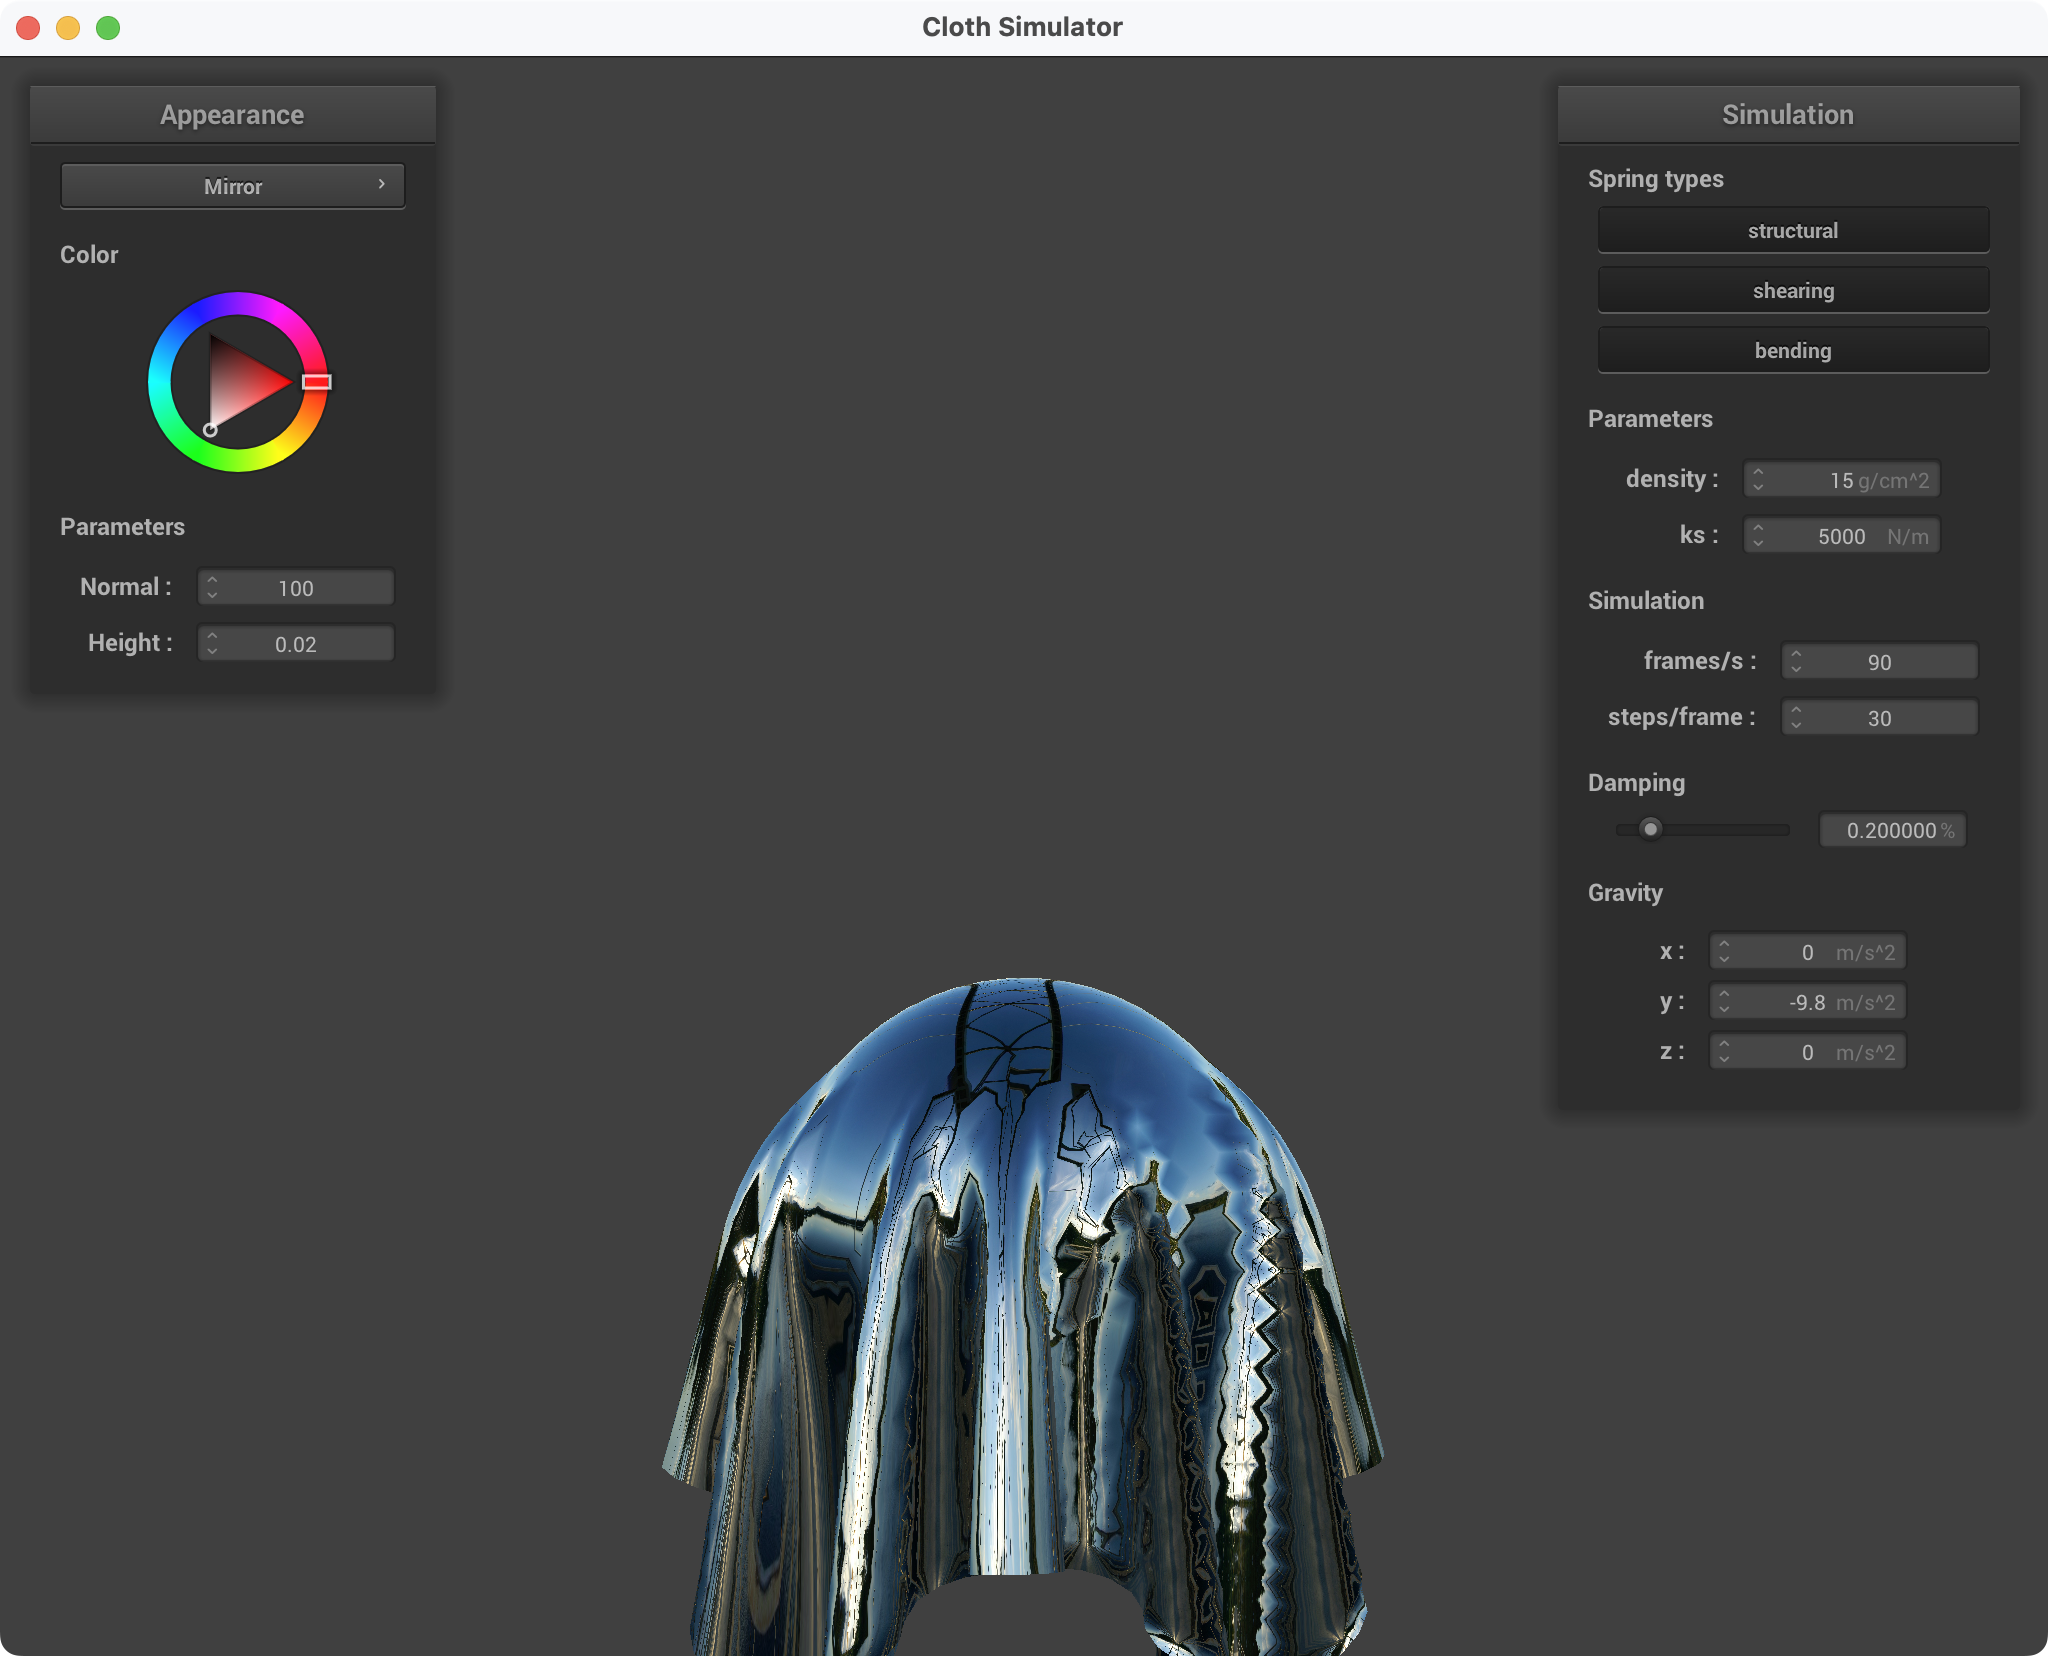 Cloth Simulator
Appearance
Mirror
Color
Parameters
Normal : 100
Height : 0.02
Simulation
Spring types
structural
shearing
bending
Parameters
density : 15 g/cm^2
ks : 5000 N/m
Simulation
frames/s : 90
steps/frame : 30
Damping
0.200000 %
Gravity
x : 0 m/s^2
y : -9.8 m/s^2
z : 0 m/s^2